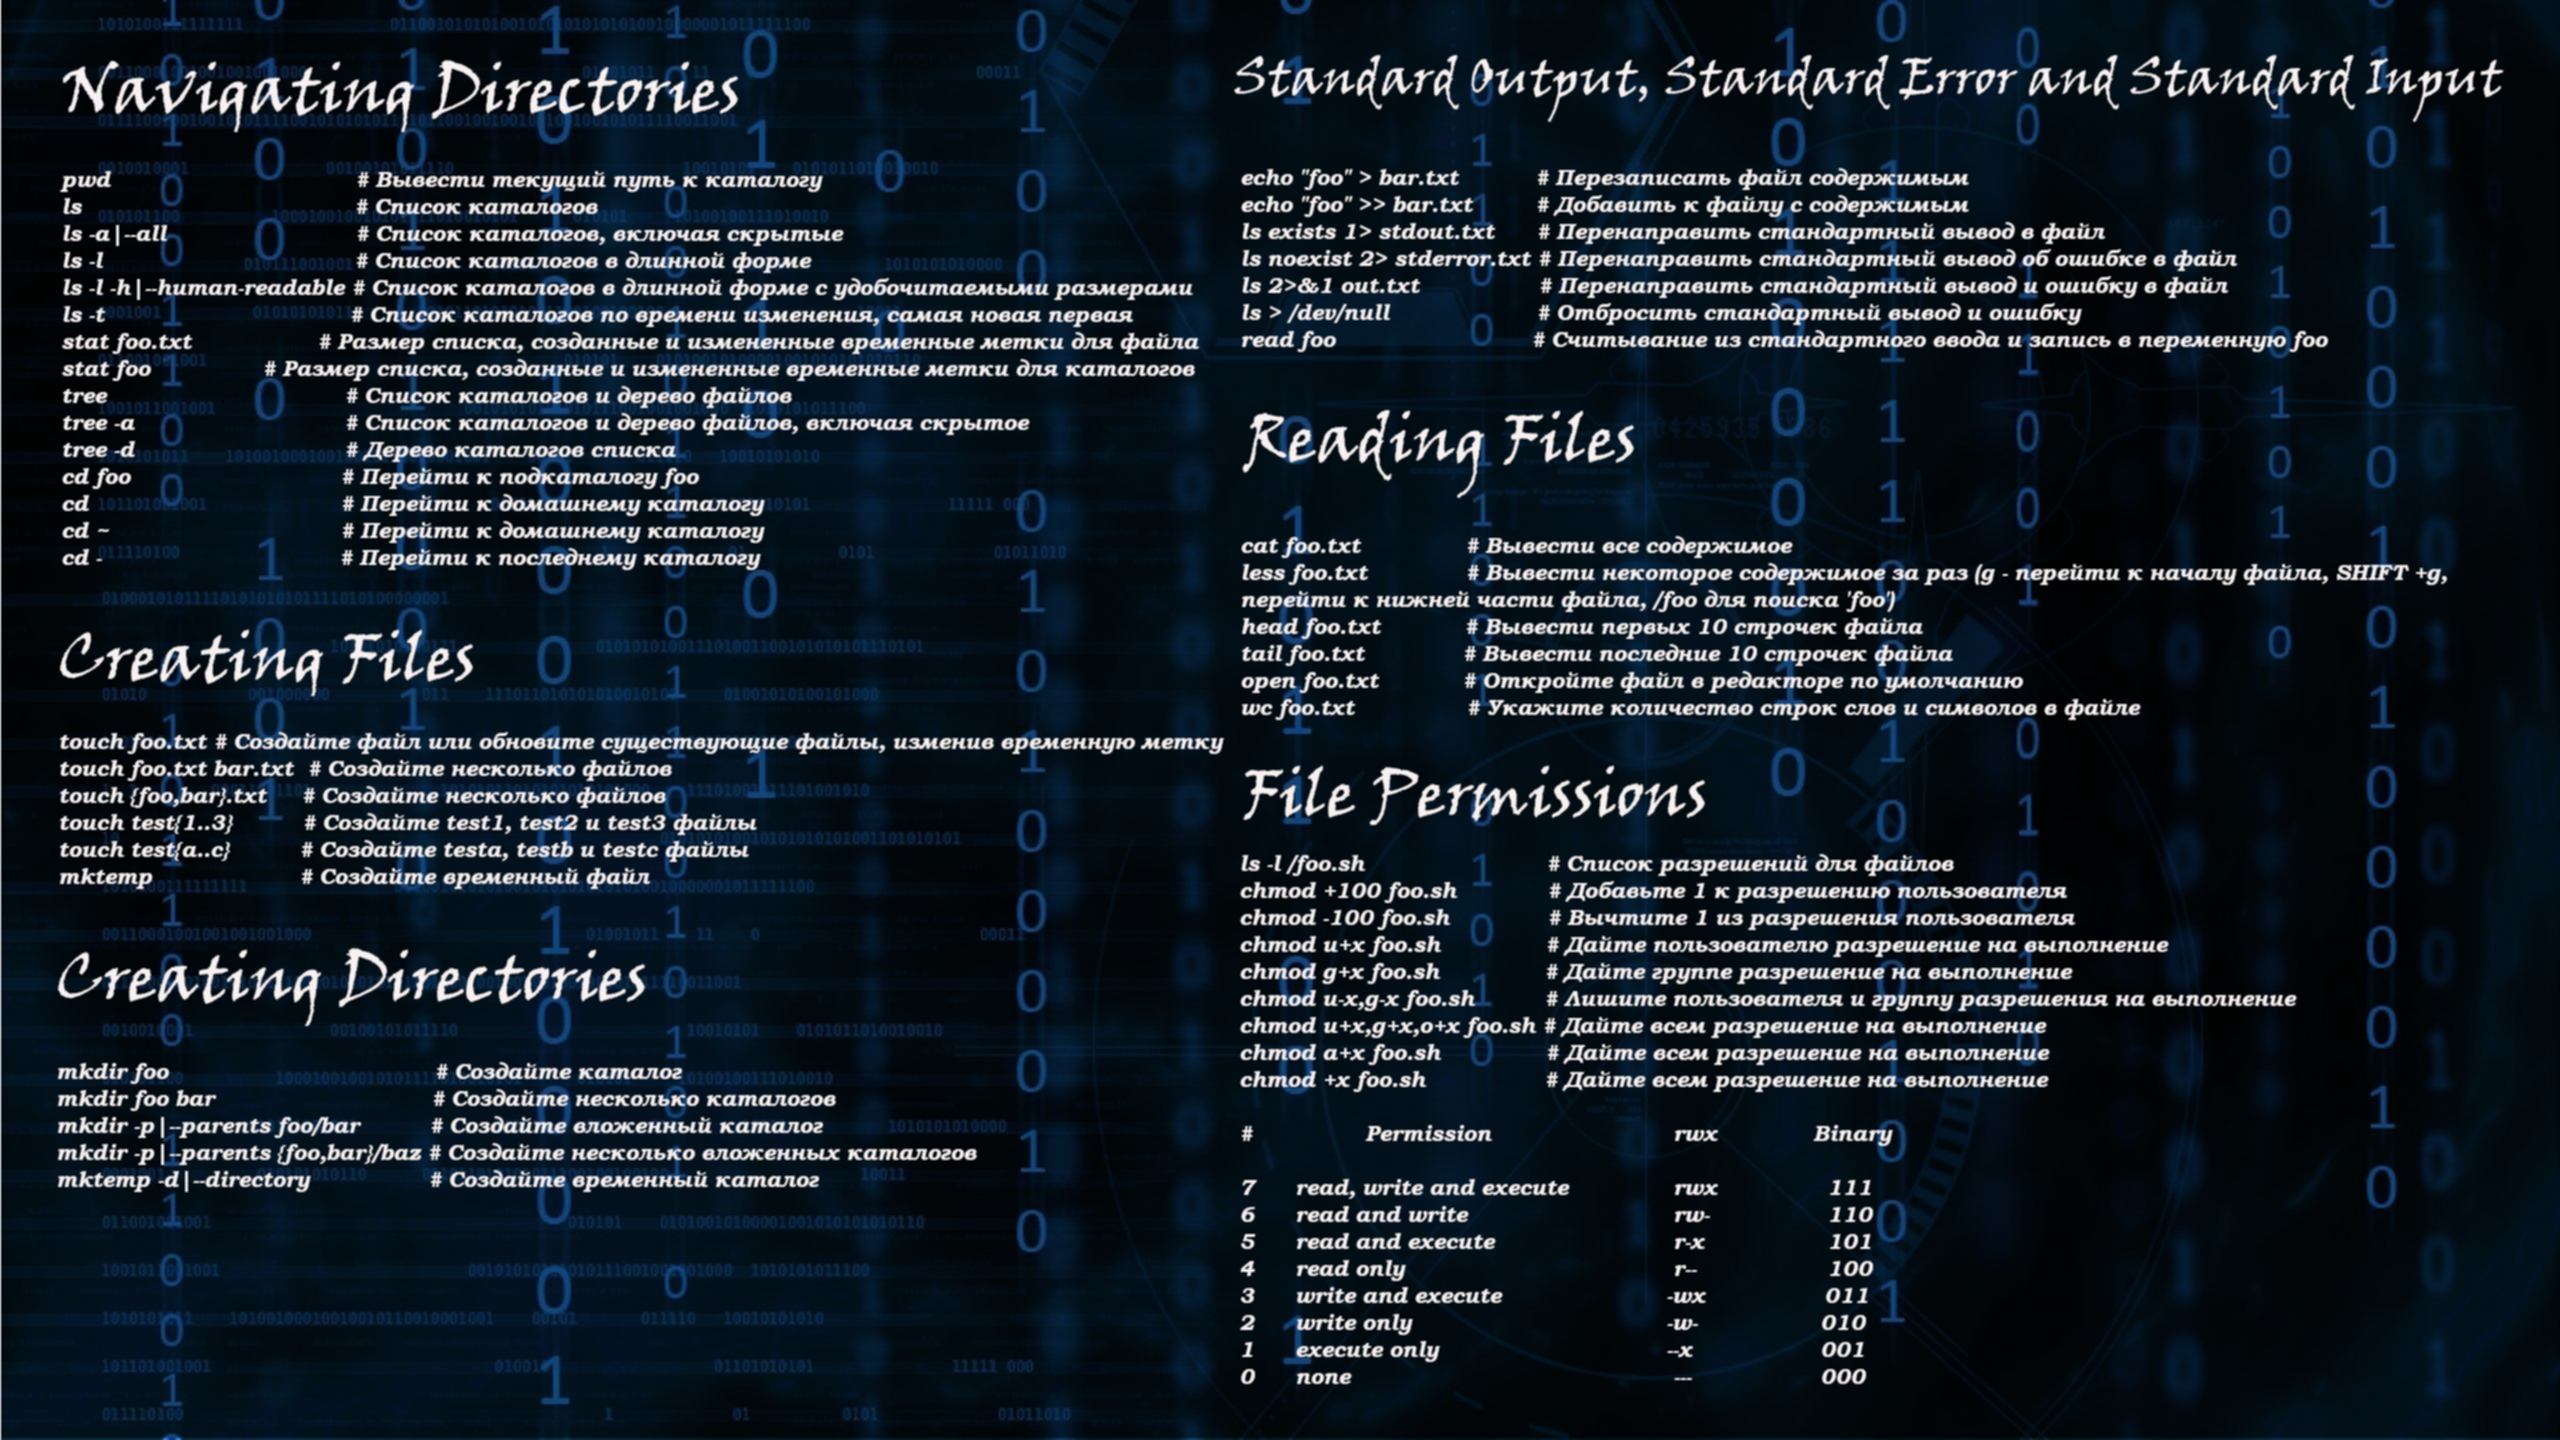 Navigating Directories
pwd # Вывести текущий путь к каталогу
ls # Список каталогов
ls -a|--all # Список каталогов, включая скрытые
ls -l # Список каталогов в длинной форме
ls -l -h|--human-readable # Список каталогов в длинной форме с удобочитаемыми размерами
ls -t # Список каталогов по времени изменения, самая новая первая
stat foo.txt # Размер списка, созданные и измененные временные метки для файла
stat foo # Размер списка, созданные и измененные временные метки для каталогов
tree # Список каталогов и дерево файлов
tree -a # Список каталогов и дерево файлов, включая скрытое
tree -d # Дерево каталогов списка
cd foo # Перейти к подкаталогу foo
cd # Перейти к домашнему каталогу
cd ~ # Перейти к домашнему каталогу
cd - # Перейти к последнему каталогу
Creating Files
touch foo.txt # Создайте файл или обновите существующие файлы, изменив временную метку
touch foo.txt bar.txt # Создайте несколько файлов
touch {foo,bar}.txt # Создайте несколько файлов
touch test{1..3} # Создайте test1, test2 и test3 файлы
touch test{a..c} # Создайте testa, testb и testc файлы
mktemp # Создайте временный файл
Creating Directories
mkdir foo # Создайте каталог
mkdir foo bar # Создайте несколько каталогов
mkdir -p|--parents foo/bar # Создайте вложенный каталог
mkdir -p|--parents {foo,bar}/baz # Создайте несколько вложенных каталогов
mktemp -d|--directory # Создайте временный каталог
Standard Output, Standard Error and Standard Input
echo "foo" > bar.txt # Перезаписать файл содержимым
echo "foo" >> bar.txt # Добавить к файлу с содержимым
ls exists 1> stdout.txt # Перенаправить стандартный вывод в файл
ls noexist 2> stderror.txt # Перенаправить стандартный вывод об ошибке в файл
ls 2>&1 out.txt # Перенаправить стандартный вывод и ошибку в файл
ls > /dev/null # Отбросить стандартный вывод и ошибку
read foo # Считывание из стандартного ввода и запись в переменную foo
Reading Files
cat foo.txt # Вывести все содержимое
less foo.txt # Вывести некоторое содержимое за раз (g - перейти к началу файла, SHIFT +g,
перейти к нижней части файла, /foo для поиска 'foo')
head foo.txt # Вывести первых 10 строчек файла
tail foo.txt # Вывести последние 10 строчек файла
open foo.txt # Откройте файл в редакторе по умолчанию
wc foo.txt # Укажите количество строк слов и символов в файле
File Permissions
ls -l /foo.sh # Список разрешений для файлов
chmod +100 foo.sh # Добавьте 1 к разрешению пользователя
chmod -100 foo.sh # Вычтите 1 из разрешения пользователя
chmod u+x foo.sh # Дайте пользователю разрешение на выполнение
chmod g+x foo.sh # Дайте группе разрешение на выполнение
chmod u-x,g-x foo.sh # Лишите пользователя и группу разрешения на выполнение
chmod u+x,g+x,o+x foo.sh # Дайте всем разрешение на выполнение
chmod a+x foo.sh # Дайте всем разрешение на выполнение
chmod +x foo.sh # Дайте всем разрешение на выполнение
# Permission rwx Binary
7 read, write and execute rwx 111
6 read and write rw- 110
5 read and execute r-x 101
4 read only r-- 100
3 write and execute -wx 011
2 write only -w- 010
1 execute only --x 001
0 none --- 000